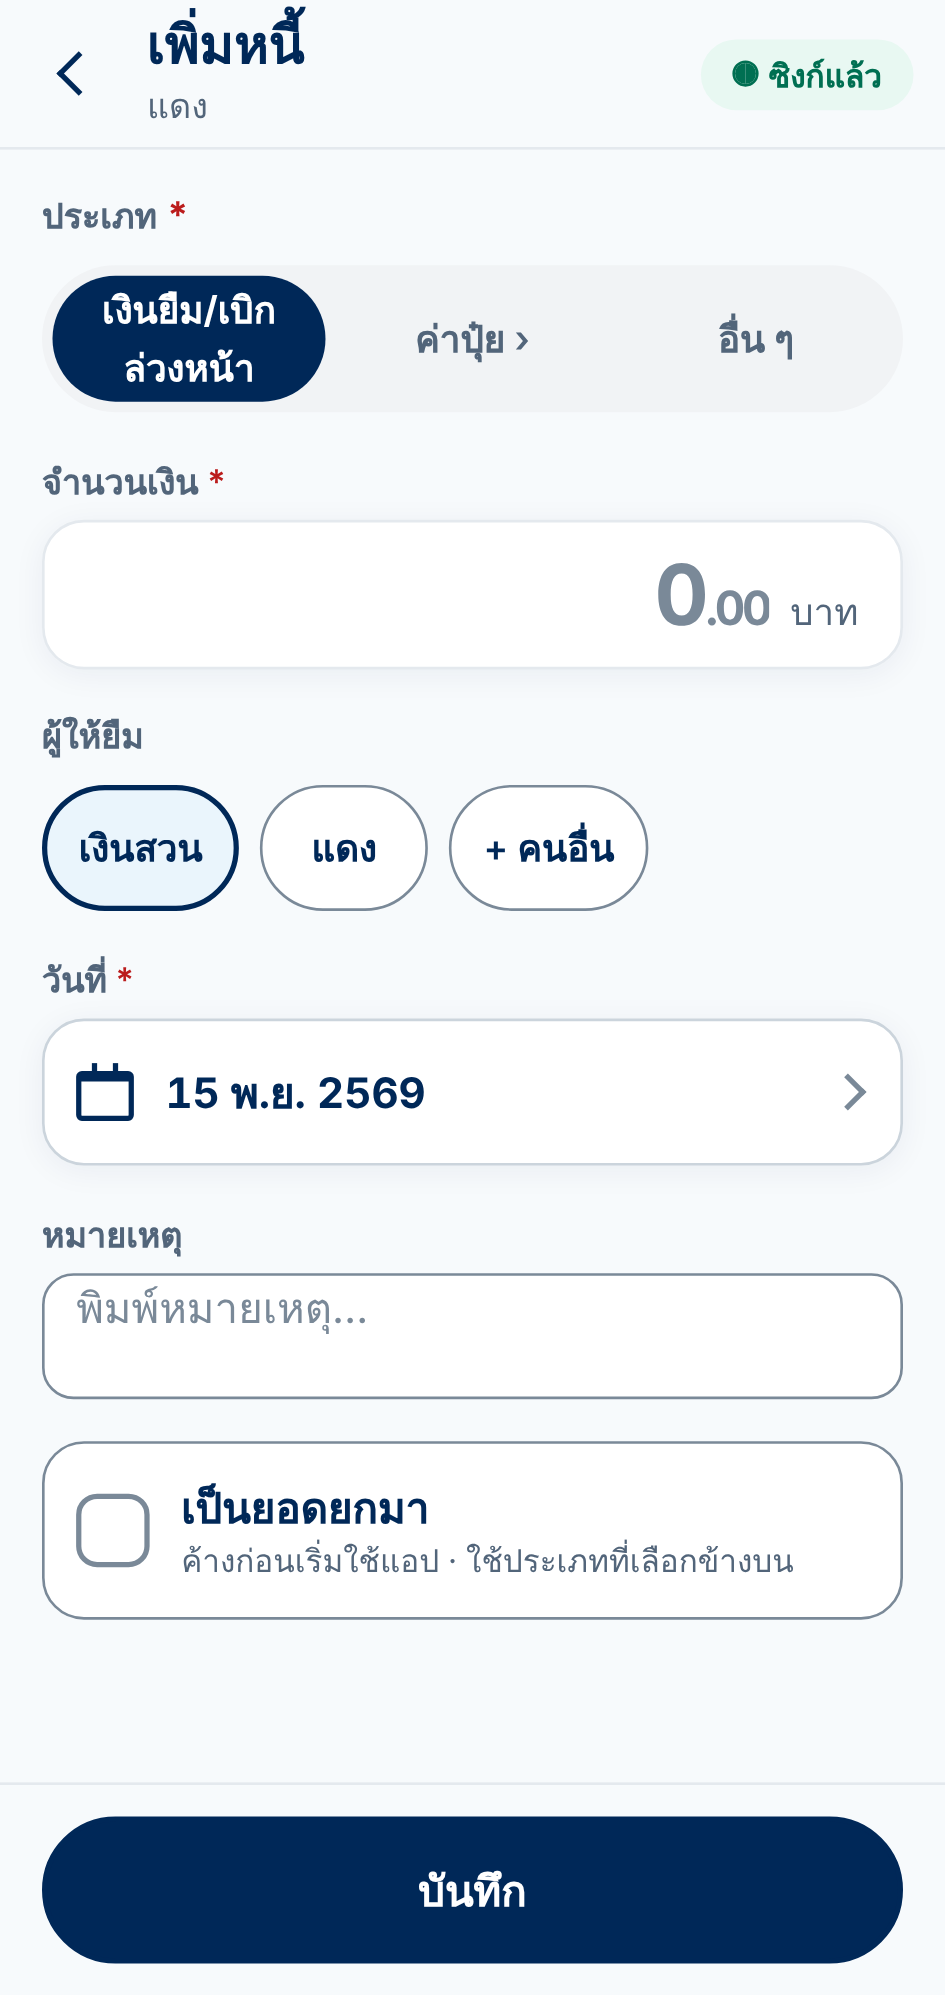 เพิ่มหนี้
แดง
ซิงก์แล้ว
ประเภท *
เงินยืม/เบิก
ล่วงหน้า
ค่าปุ๋ย ›
อื่น ๆ
จำนวนเงิน *
0.00 บาท
ผู้ให้ยืม
เงินสวน
แดง
+ คนอื่น
วันที่ *
15 พ.ย. 2569
หมายเหตุ
พิมพ์หมายเหตุ...
เป็นยอดยกมา
ค้างก่อนเริ่มใช้แอป · ใช้ประเภทที่เลือกข้างบน
บันทึก